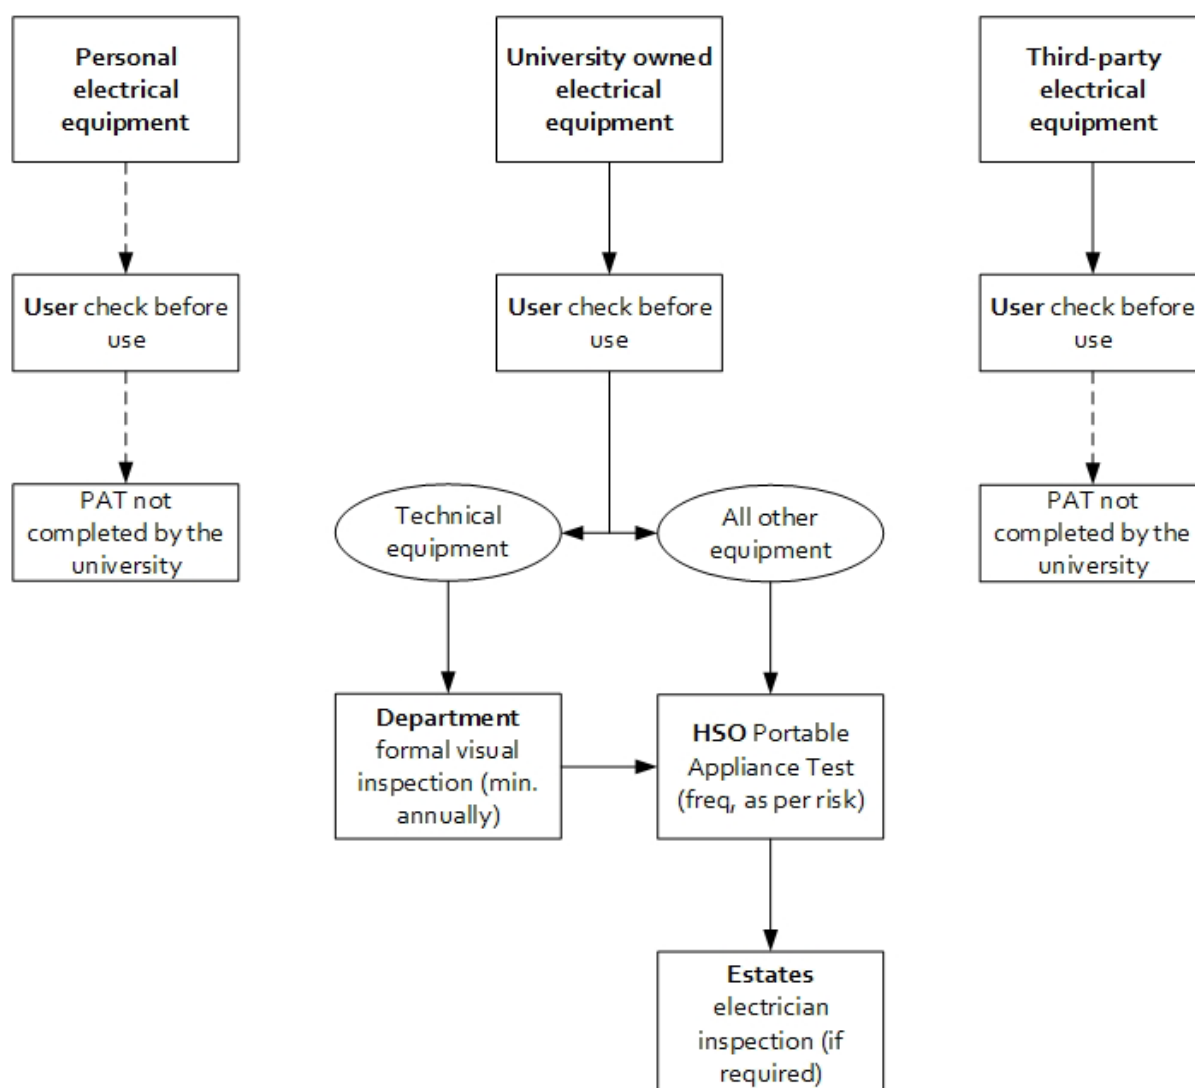 Personal
electrical
equipment
University owned
electrical
equipment
Third-party
electrical
equipment
User check before
use
User check before
use
User check before
use
PAT not
completed by the
university
Technical
equipment
All other
equipment
PAT not
completed by the
university
Department
formal visual
inspection (min.
annually)
HSO Portable
Appliance Test
(freq, as per risk)
Estates
electrician
inspection (if
required)